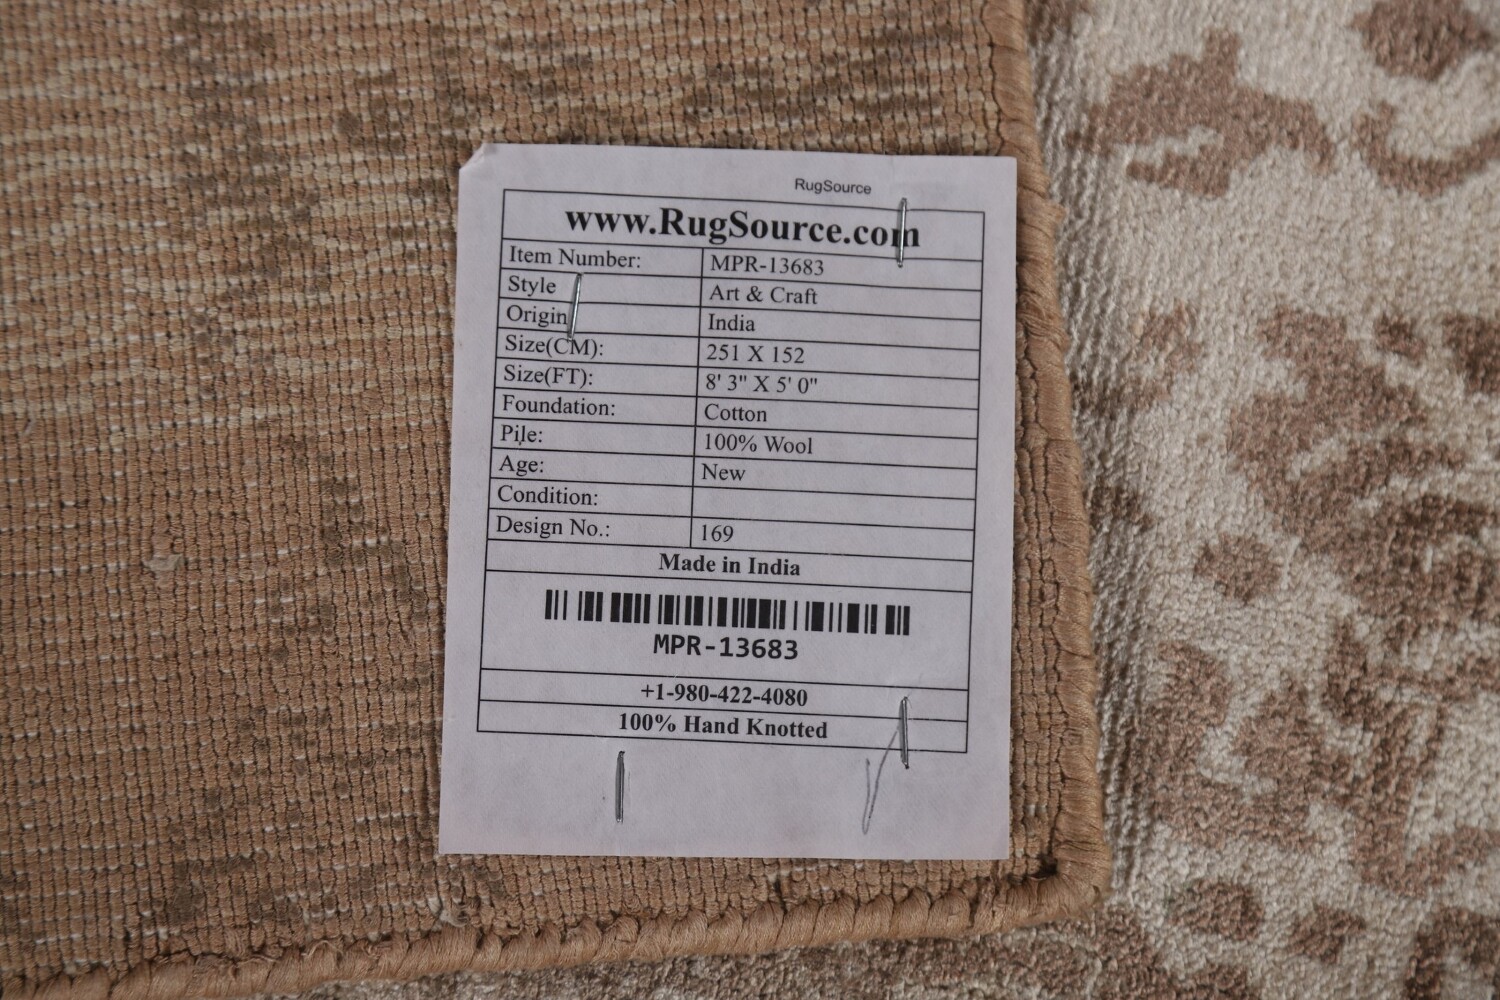 RugSource
www.RugSource.com
Item Number: MPR-13683
Style Art & Craft
Origin India
Size(CM): 251 X 152
Size(FT): 8' 3" X 5' 0"
Foundation: Cotton
Pile: 100% Wool
Age: New
Condition:
Design No.: 169
Made in India
MPR-13683
+1-980-422-4080
100% Hand Knotted